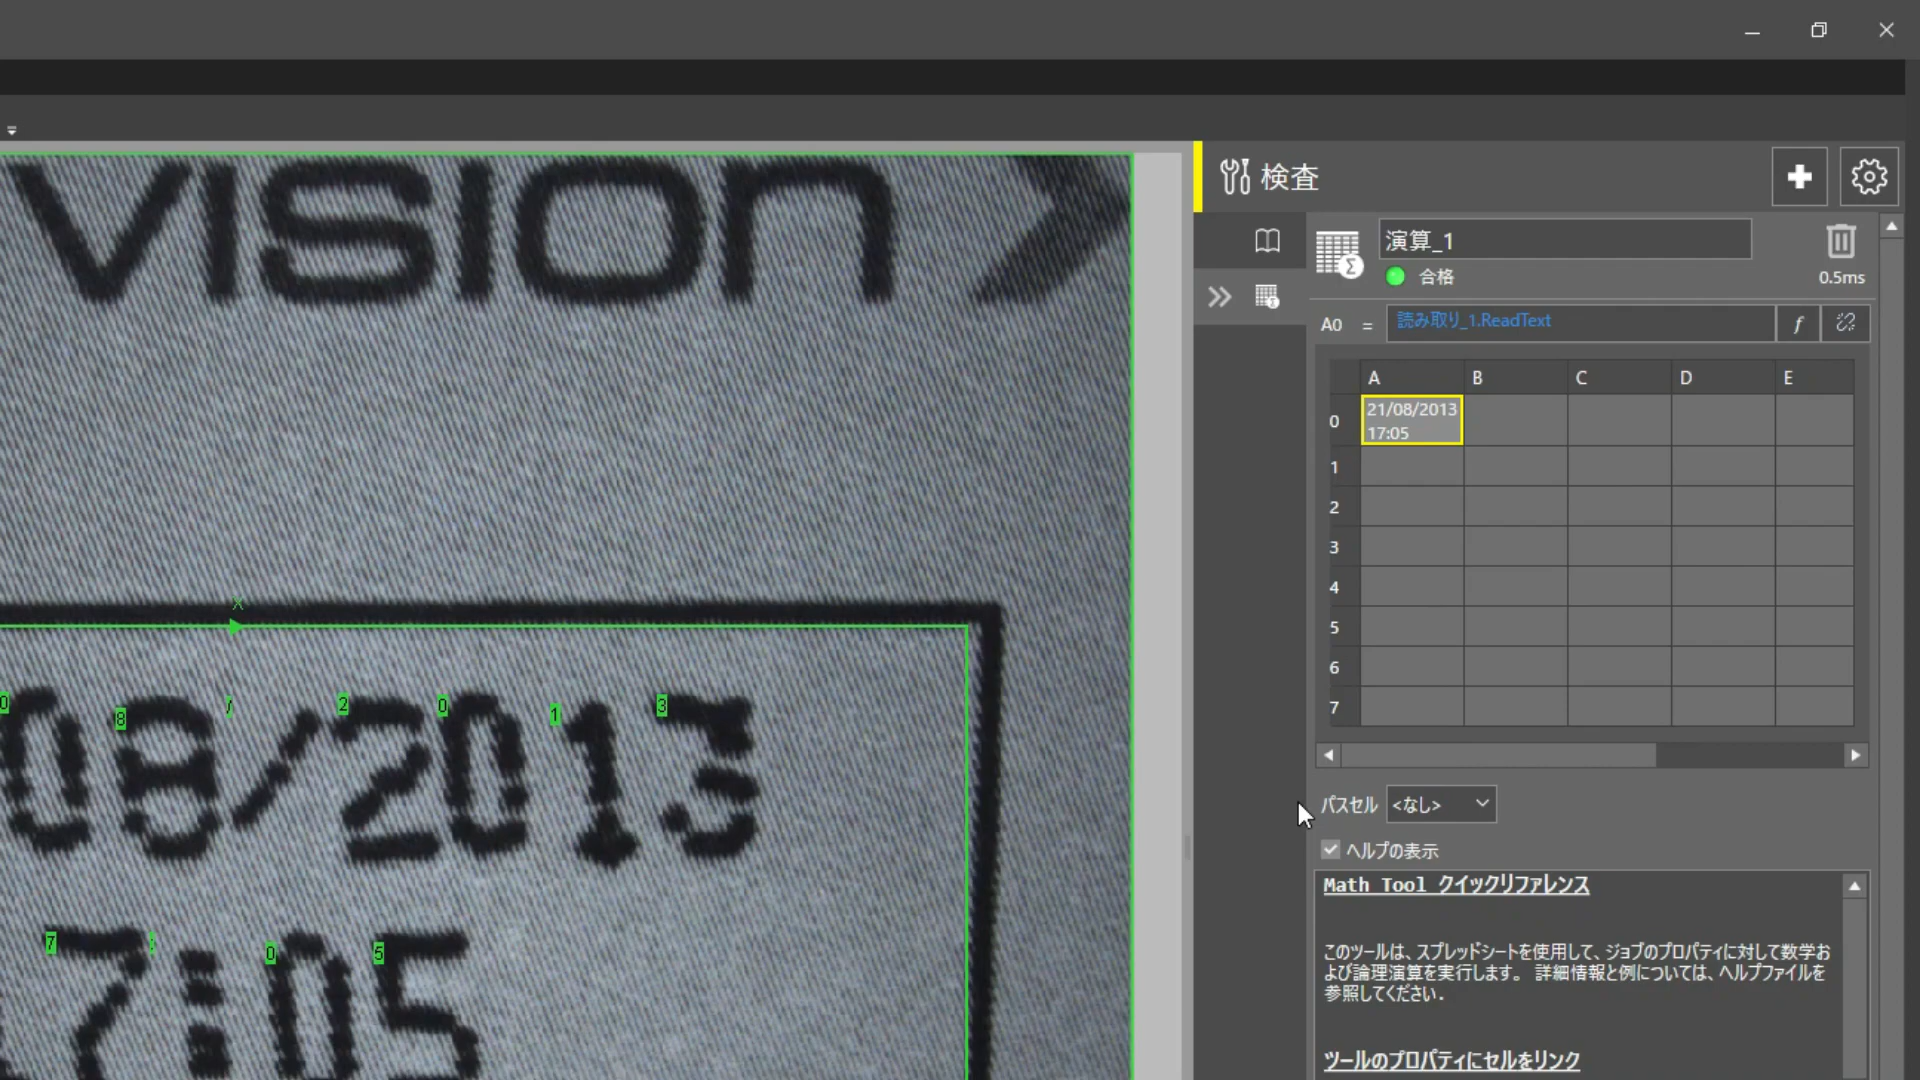 VISION
検査
演算_1
合格
0.5ms
A0 = 読み取り_1.ReadText f
A B C D E
0 21/08/2013
17:05
1
2
3
4
5
6
7
X
0 8 / 2 0 1 3
08/2013
7 : 0 5
7:05
パスセル <なし>
ヘルプの表示
Math Tool クイックリファレンス
このツールは、スプレッドシートを使用して、ジョブのプロパティに対して数学お
よび論理演算を実行します。 詳細情報と例については、ヘルプファイルを
参照してください.
ツールのプロパティにセルをリンク